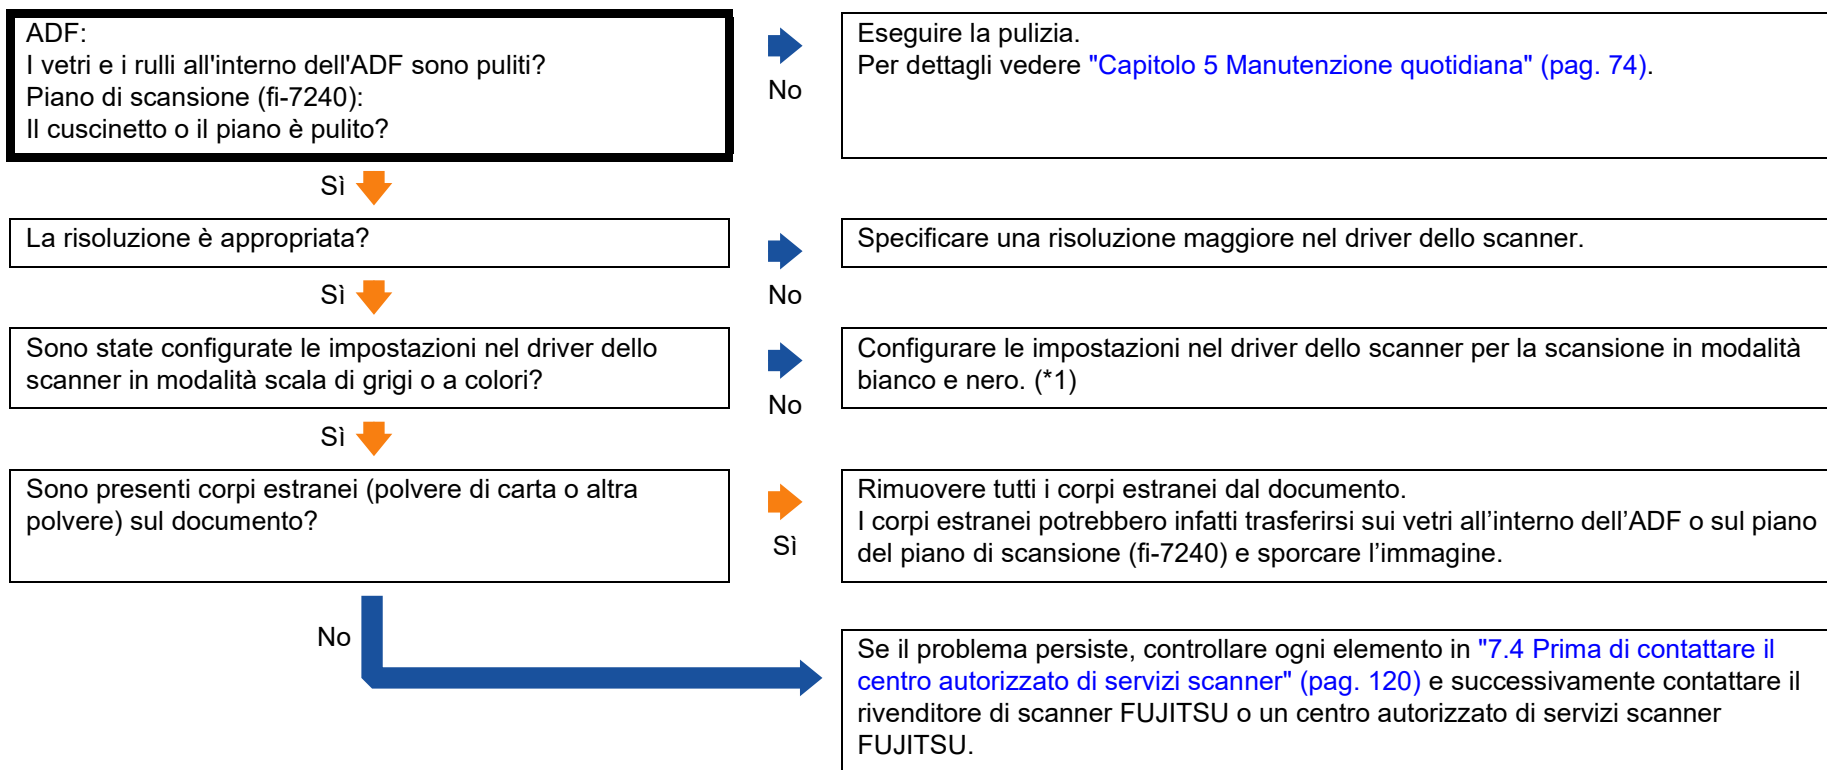 ADF:
I vetri e i rulli all'interno dell'ADF sono puliti?
Piano di scansione (fi-7240):
Il cuscinetto o il piano è pulito?
No
Eseguire la pulizia.
Per dettagli vedere "Capitolo 5 Manutenzione quotidiana" (pag. 74).
Sì
La risoluzione è appropriata?
No
Specificare una risoluzione maggiore nel driver dello scanner.
Sì
Sono state configurate le impostazioni nel driver dello
scanner in modalità scala di grigi o a colori?
No
Configurare le impostazioni nel driver dello scanner per la scansione in modalità
bianco e nero. (*1)
Sì
Sono presenti corpi estranei (polvere di carta o altra
polvere) sul documento?
Sì
Rimuovere tutti i corpi estranei dal documento.
I corpi estranei potrebbero infatti trasferirsi sui vetri all’interno dell’ADF o sul piano
del piano di scansione (fi-7240) e sporcare l’immagine.
No
Se il problema persiste, controllare ogni elemento in "7.4 Prima di contattare il
centro autorizzato di servizi scanner" (pag. 120) e successivamente contattare il
rivenditore di scanner FUJITSU o un centro autorizzato di servizi scanner
FUJITSU.